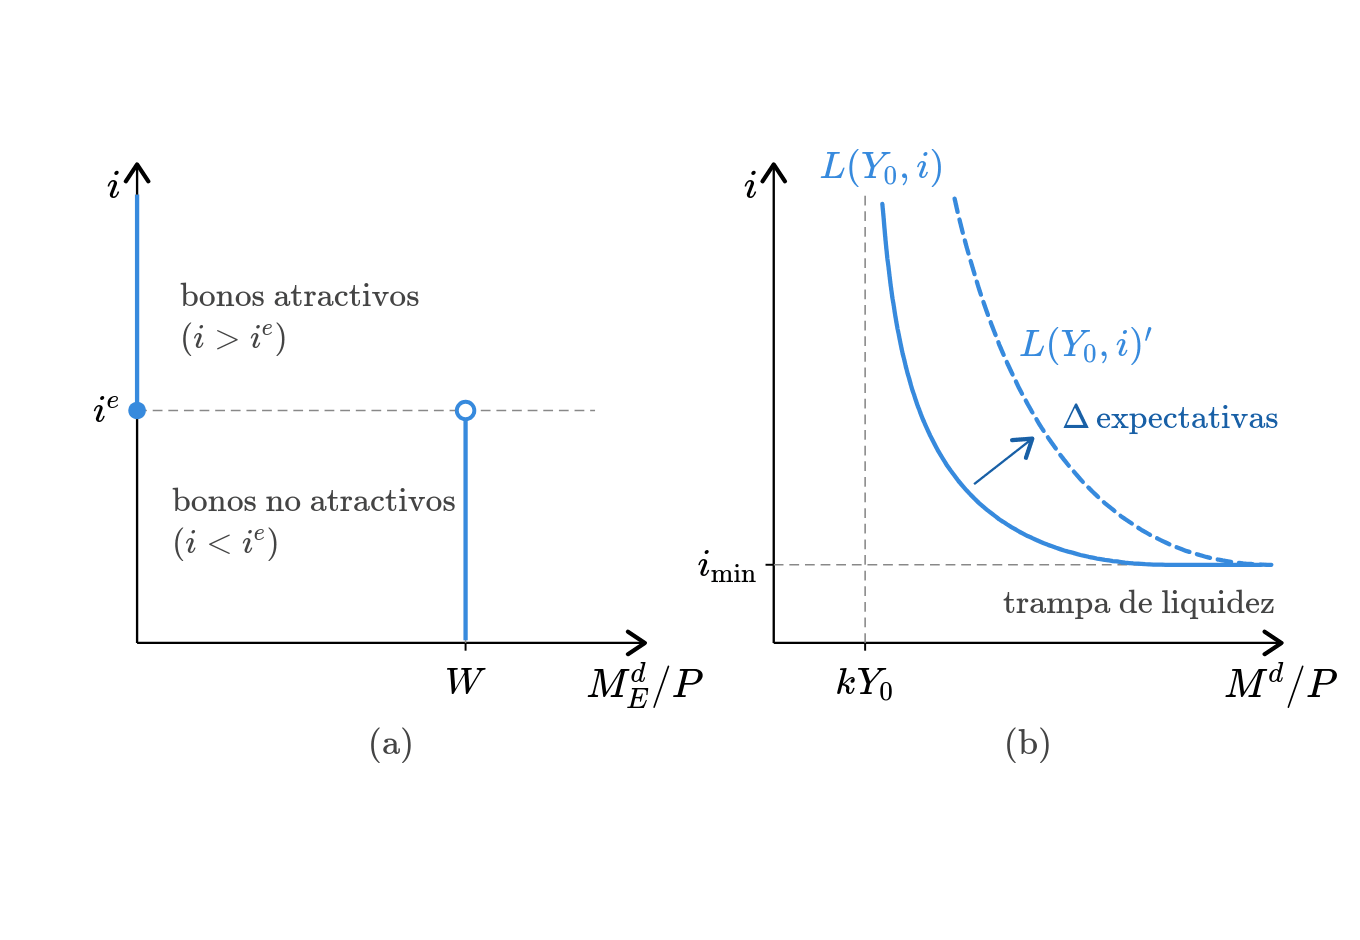 i
bonos atractivos
(i > i^e)
i^e
bonos no atractivos
(i < i^e)
W
M_E^d/P
(a)
i
L(Y_0, i)
L(Y_0, i)′
Δ expectativas
i_min
trampa de liquidez
kY_0
M^d/P
(b)